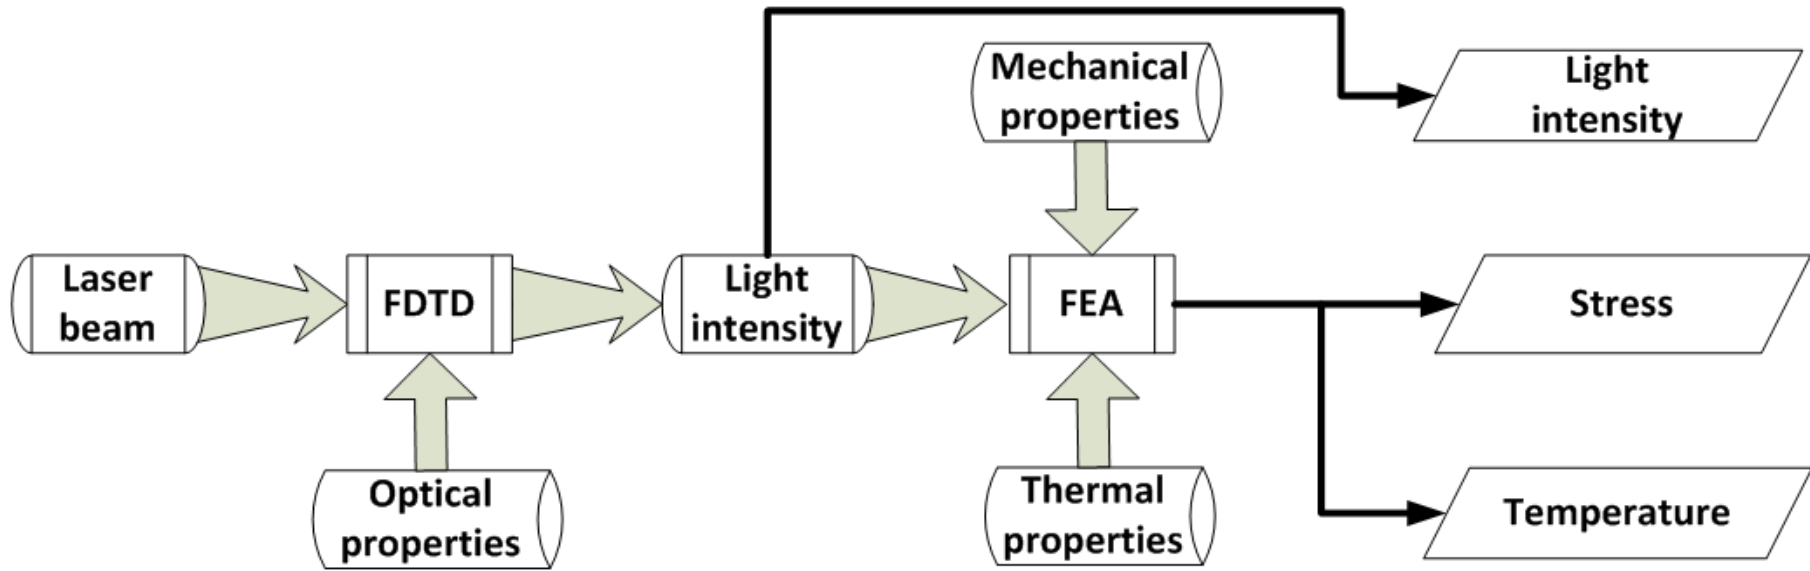 Mechanical
properties
Light
intensity
Laser
beam
FDTD
Light
intensity
FEA
Stress
Optical
properties
Thermal
properties
Temperature